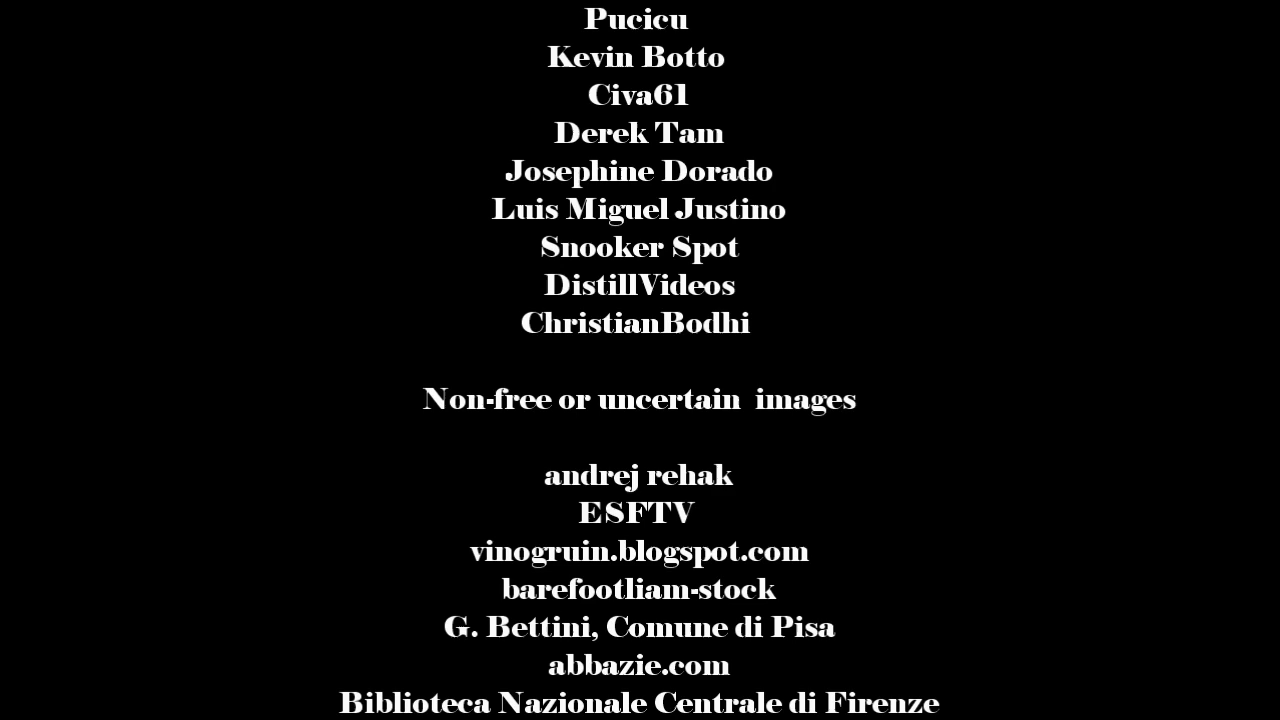 Pucicu
Kevin Botto
Civa61
Derek Tam
Josephine Dorado
Luis Miguel Justino
Snooker Spot
DistillVideos
ChristianBodhi
Non-free or uncertain  images
andrej rehak
ESFTV
vinogruin.blogspot.com
barefootliam-stock
G. Bettini, Comune di Pisa
abbazie.com
Biblioteca Nazionale Centrale di Firenze